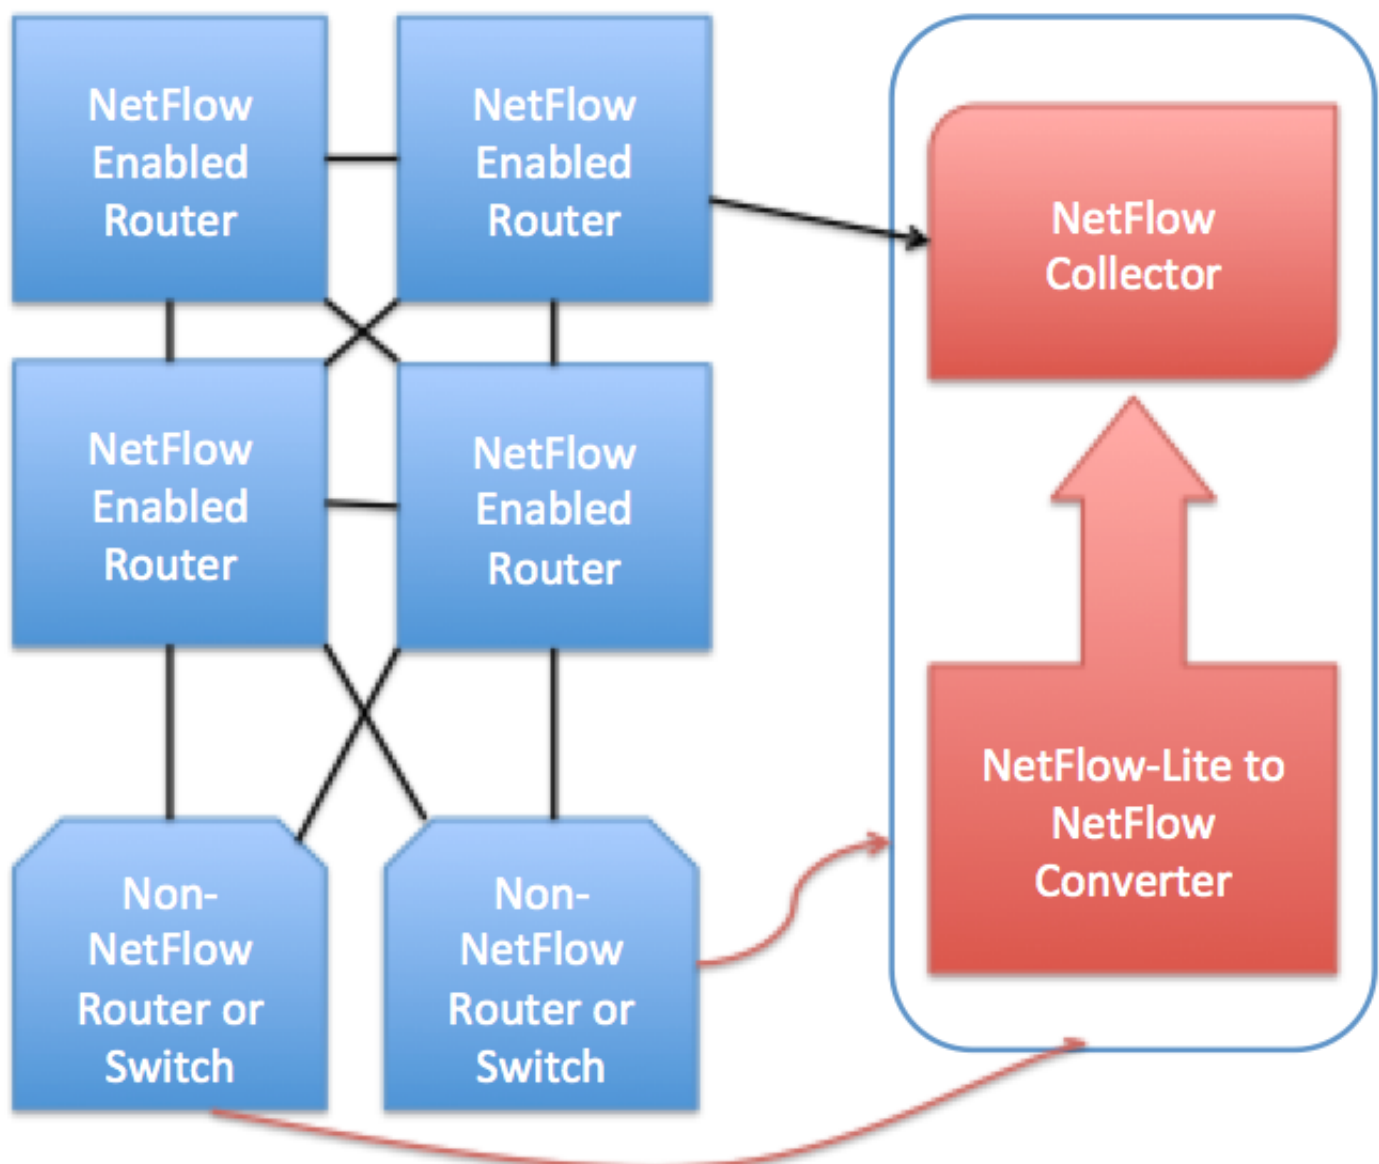 NetFlow
Enabled
Router
NetFlow
Enabled
Router
NetFlow
Collector
NetFlow
Enabled
Router
NetFlow
Enabled
Router
NetFlow-Lite to
NetFlow
Converter
Non-
NetFlow
Router or
Switch
Non-
NetFlow
Router or
Switch